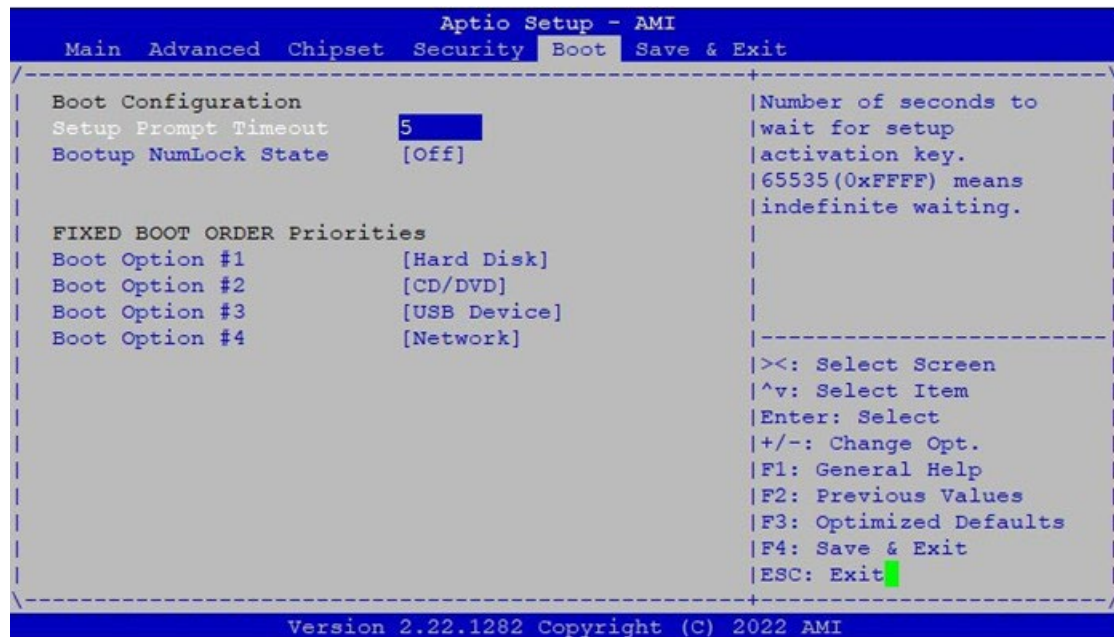 Aptio Setup - AMI
Main Advanced Chipset Security Boot Save & Exit
Boot Configuration
Setup Prompt Timeout 5
Bootup NumLock State [Off]
FIXED BOOT ORDER Priorities
Boot Option #1 [Hard Disk]
Boot Option #2 [CD/DVD]
Boot Option #3 [USB Device]
Boot Option #4 [Network]
Number of seconds to
wait for setup
activation key.
65535(0xFFFF) means
indefinite waiting.
><: Select Screen
^v: Select Item
Enter: Select
+/-: Change Opt.
F1: General Help
F2: Previous Values
F3: Optimized Defaults
F4: Save & Exit
ESC: Exit
Version 2.22.1282 Copyright (C) 2022 AMI